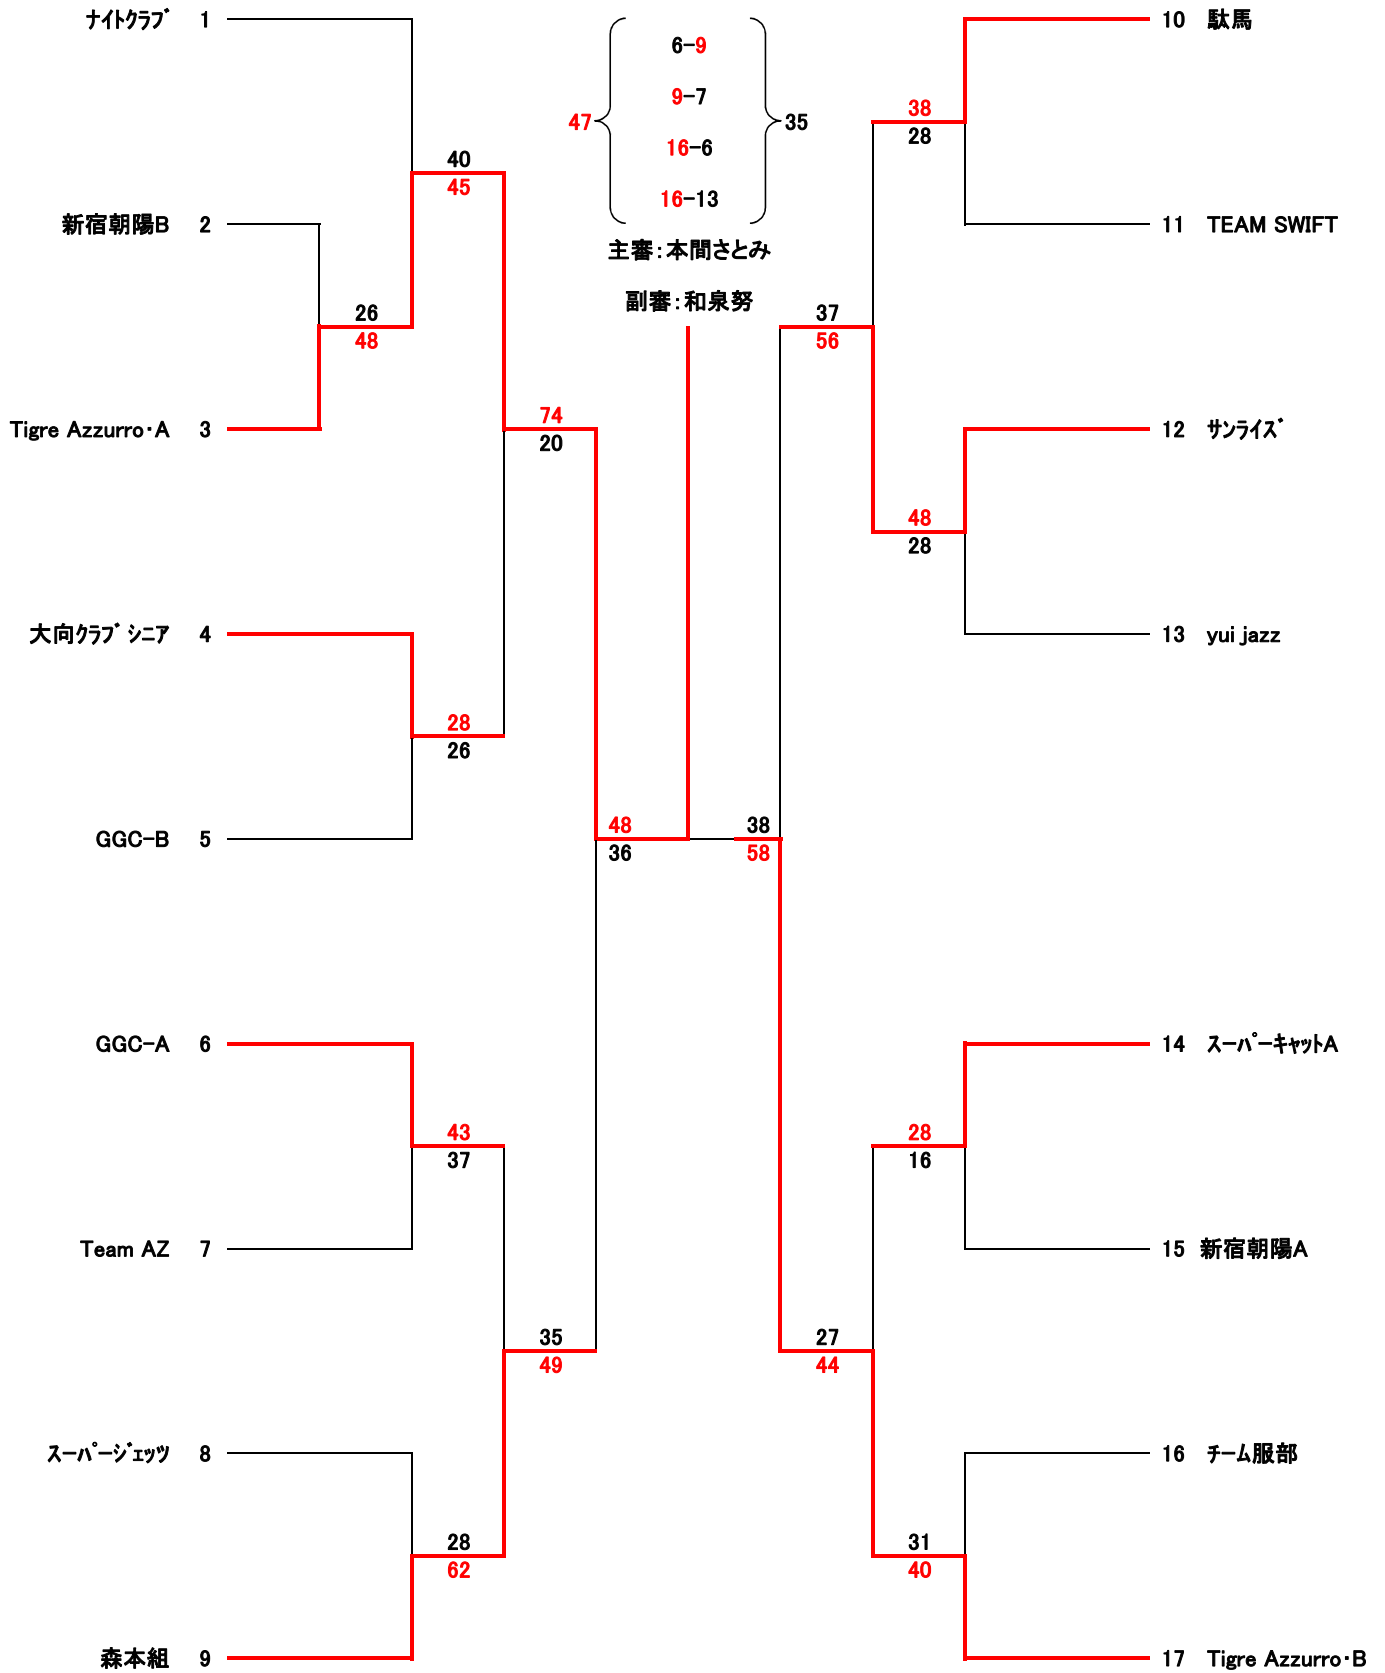 ナイトクラブ 1
新宿朝陽B 2
Tigre Azzurro・A 3
大向クラブ シニア 4
GGC-B 5
GGC-A 6
Team AZ 7
スーパージェッツ 8
森本組 9
26
48
40
45
28
26
43
37
28
62
74
20
35
49
48
36
6-9
9-7
16-6
16-13
47
35
主審：本間さとみ
副審：和泉努
38
58
37
56
27
44
38
28
48
28
28
16
31
40
10 駄馬
11 TEAM SWIFT
12 サンライズ
13 yui jazz
14 スーパーキャットA
15 新宿朝陽A
16 チーム服部
17 Tigre Azzurro・B